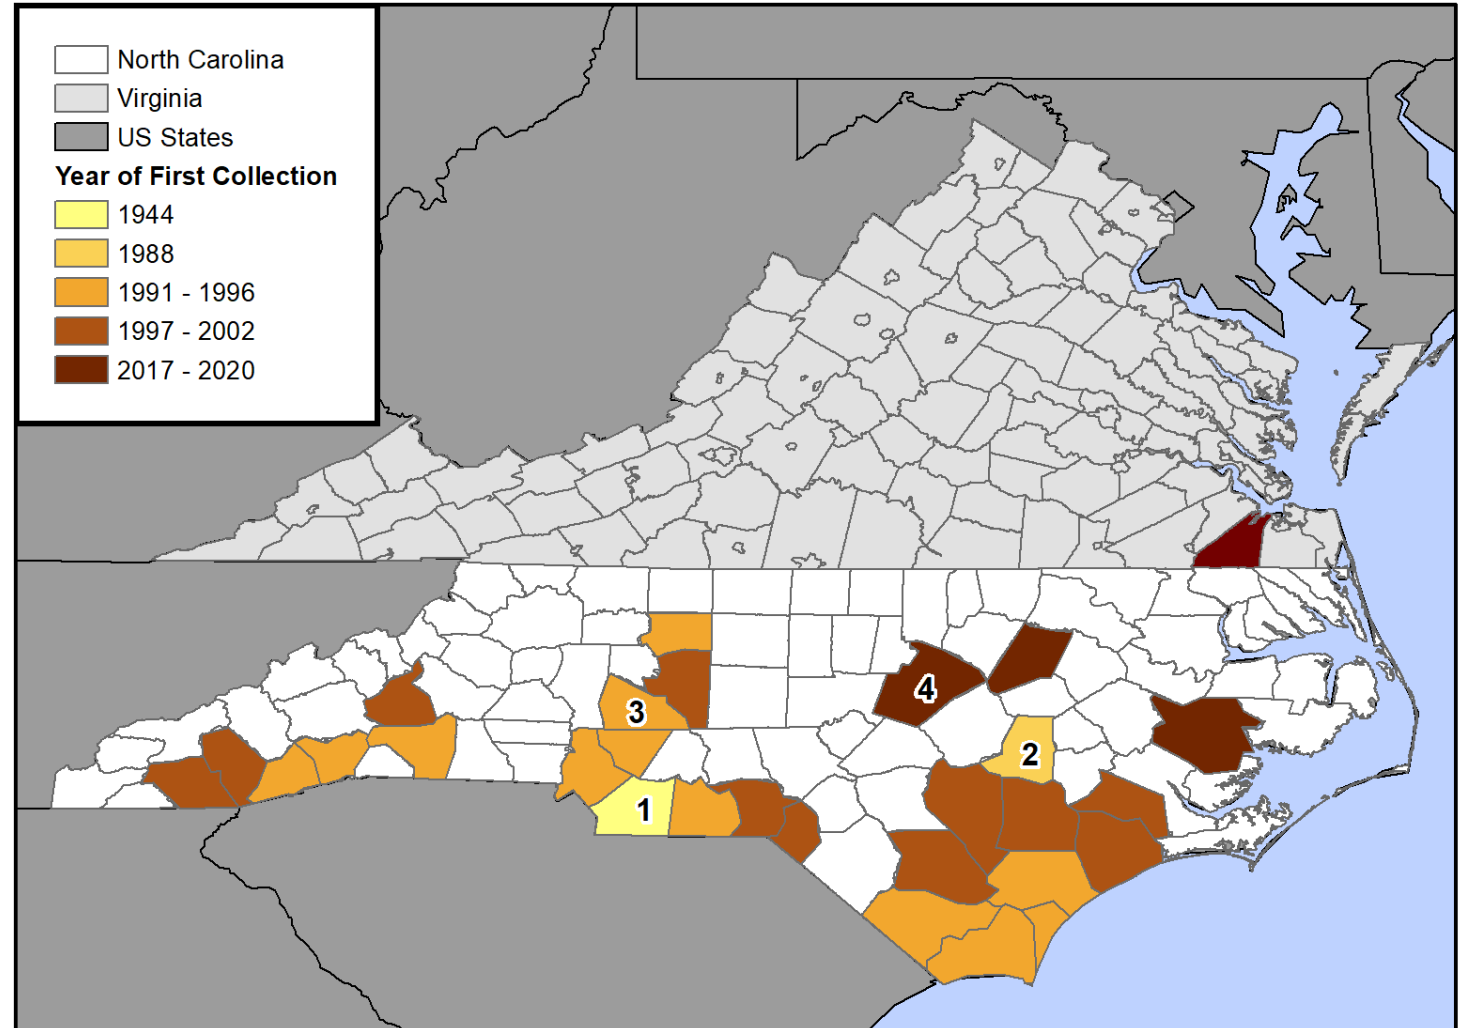 North Carolina
Virginia
US States
Year of First Collection
1944
1988
1991 - 1996
1997 - 2002
2017 - 2020
4
3
2
1